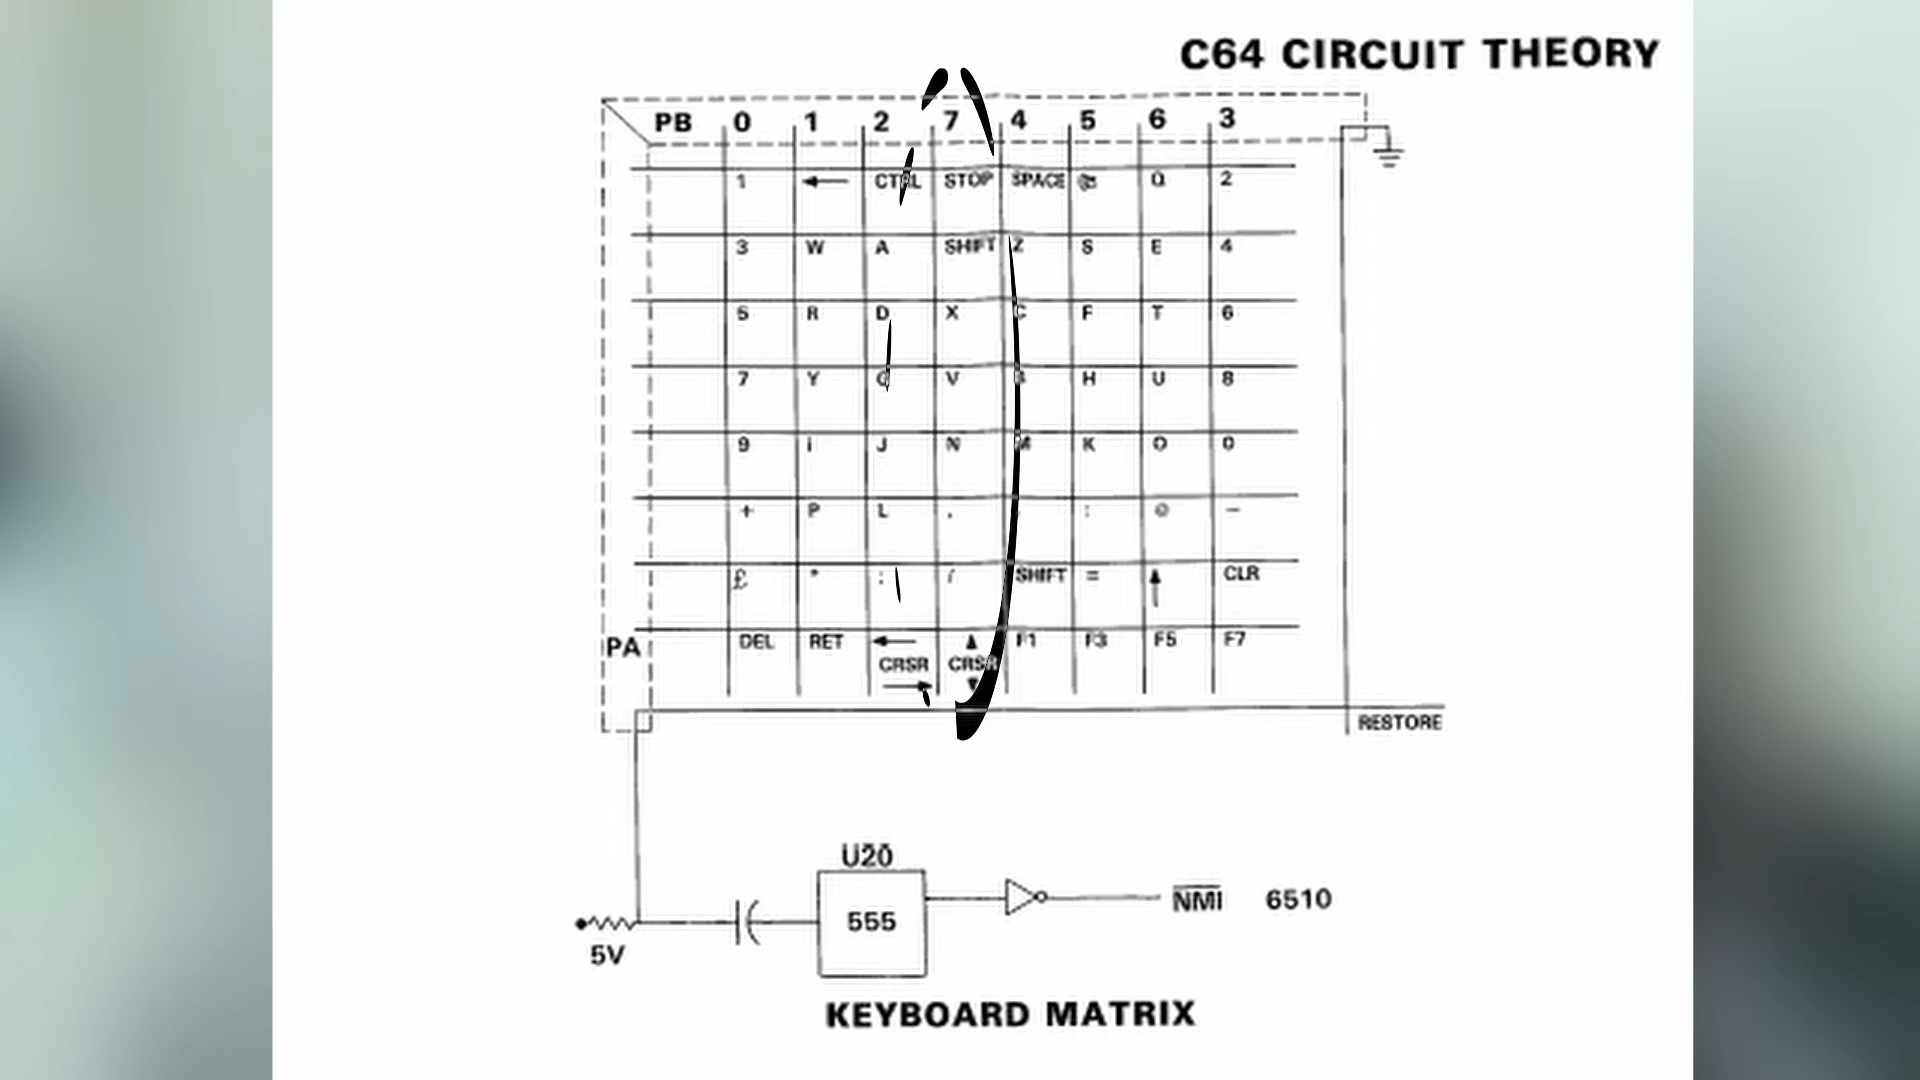 C64 CIRCUIT THEORY
PB 0 1 2 7 4 5 6 3
1 ← CTRL STOP SPACE Q 2
3 W A SHIFT Z S E 4
5 R D X C F T 6
7 Y G V B H U 8
9 I J N M K O 0
+ P L , : @ −
£ * ; / SHIFT = ↑ CLR
PA DEL RET ← ▲ F1 F3 F5 F7
CRSR CRSR
→ ▼
RESTORE
U20
555
NMI 6510
5V
KEYBOARD MATRIX